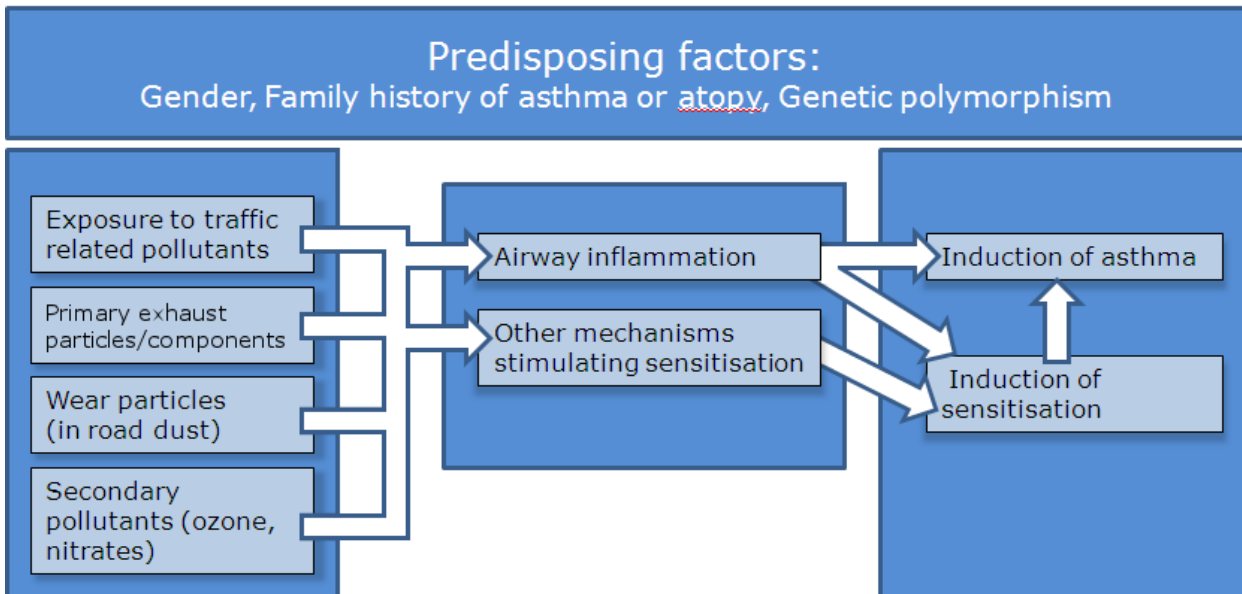 Predisposing factors:
Gender, Family history of asthma or atopy, Genetic polymorphism
Exposure to traffic
related pollutants
Primary exhaust
particles/components
Wear particles
(in road dust)
Secondary
pollutants (ozone,
nitrates)
Airway inflammation
Other mechanisms
stimulating sensitisation
Induction of asthma
Induction of
sensitisation